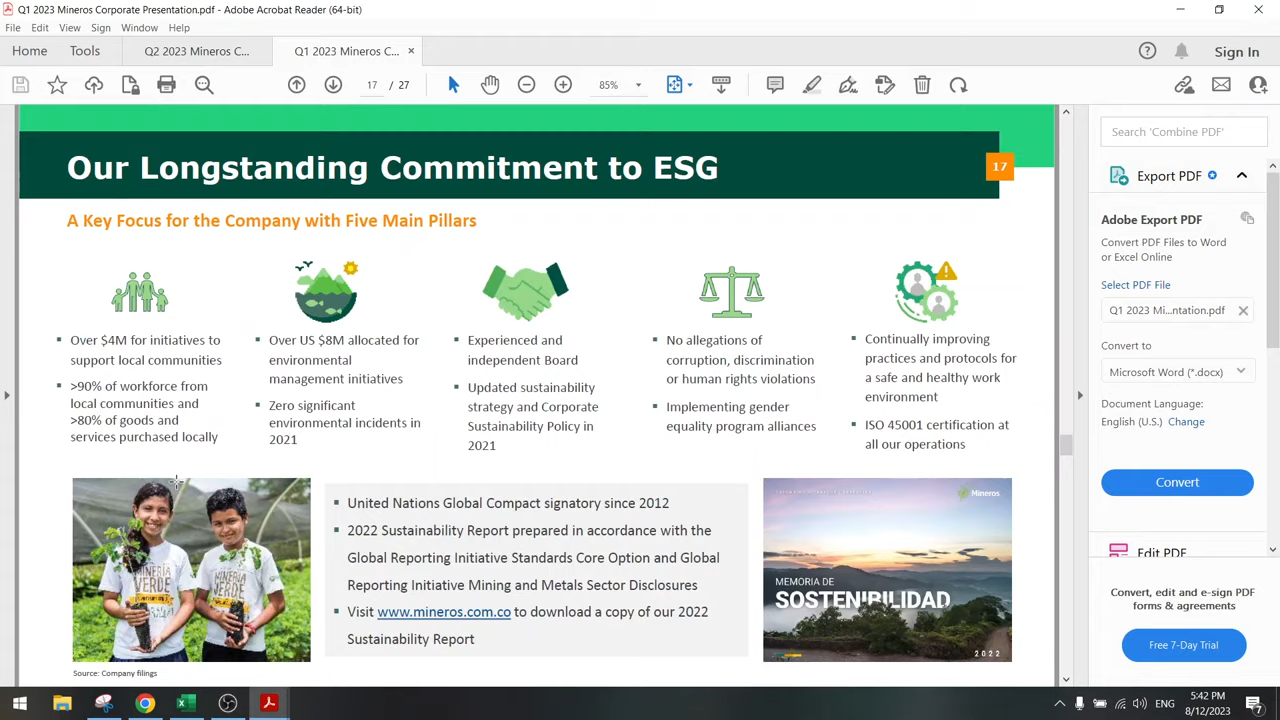 Q1 2023 Mineros Corporate Presentation.pdf - Adobe Acrobat Reader (64-bit)
File Edit View Sign Window Help
Home Tools Q2 2023 Mineros C... Q1 2023 Mineros C... × Sign In
17 / 27 85%
Our Longstanding Commitment to ESG
17
A Key Focus for the Company with Five Main Pillars
Over $4M for initiatives to
support local communities
>90% of workforce from
local communities and
>80% of goods and
services purchased locally
Over US $8M allocated for
environmental
management initiatives
Zero significant
environmental incidents in
2021
Experienced and
independent Board
Updated sustainability
strategy and Corporate
Sustainability Policy in
2021
No allegations of
corruption, discrimination
or human rights violations
Implementing gender
equality program alliances
Continually improving
practices and protocols for
a safe and healthy work
environment
ISO 45001 certification at
all our operations
MINERÍA
VERDE
MINERÍA
VERDE
United Nations Global Compact signatory since 2012
2022 Sustainability Report prepared in accordance with the
Global Reporting Initiative Standards Core Option and Global
Reporting Initiative Mining and Metals Sector Disclosures
Visit www.mineros.com.co to download a copy of our 2022
Sustainability Report
Mineros
MEMORIA DE
SOSTENIBILIDAD
2022
Source: Company filings
Search 'Combine PDF'
Export PDF
Adobe Export PDF
Convert PDF Files to Word
or Excel Online
Select PDF File
Q1 2023 Mi...ntation.pdf
Convert to
Microsoft Word (*.docx)
Document Language:
English (U.S.) Change
Convert
Edit PDF
Convert, edit and e-sign PDF
forms & agreements
Free 7-Day Trial
ENG
5:42 PM
8/12/2023
7